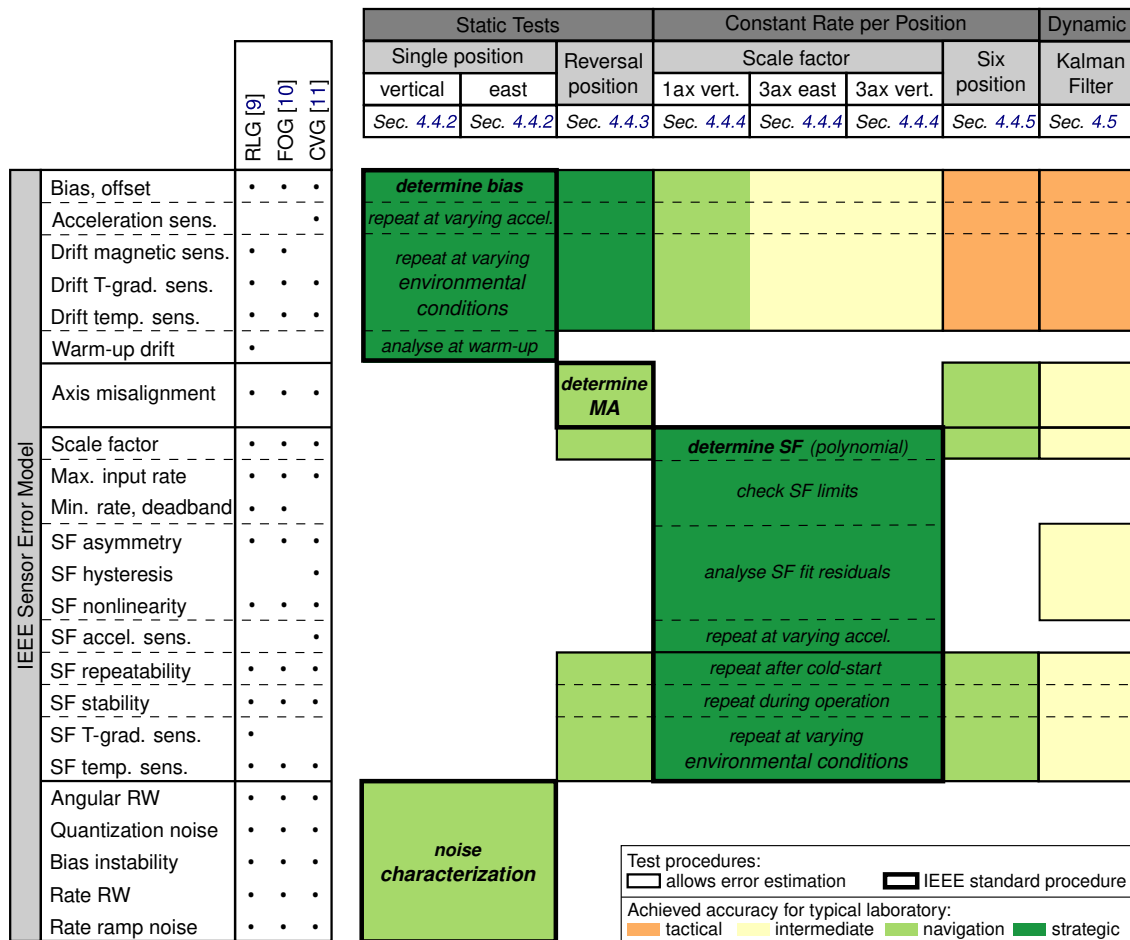 Static Tests Constant Rate per Position Dynamic
Single position Reversal position Scale factor Six position Kalman Filter
vertical east 1ax vert. 3ax east 3ax vert.
RLG [9] FOG [10] CVG [11] Sec. 4.4.2 Sec. 4.4.2 Sec. 4.4.3 Sec. 4.4.4 Sec. 4.4.4 Sec. 4.4.4 Sec. 4.4.5 Sec. 4.5
IEEE Sensor Error Model
Bias, offset • • • determine bias
Acceleration sens. • repeat at varying accel.
Drift magnetic sens. • • repeat at varying
Drift T-grad. sens. • • • environmental
Drift temp. sens. • • • conditions
Warm-up drift • analyse at warm-up
Axis misalignment • • • determine MA
Scale factor • • • determine SF (polynomial)
Max. input rate • • • check SF limits
Min. rate, deadband • •
SF asymmetry • • •
SF hysteresis • analyse SF fit residuals
SF nonlinearity • • •
SF accel. sens. • repeat at varying accel.
SF repeatability • • • repeat after cold-start
SF stability • • • repeat during operation
SF T-grad. sens. • repeat at varying
SF temp. sens. • • • environmental conditions
Angular RW • • •
Quantization noise • • •
Bias instability • • • noise characterization
Rate RW • • •
Rate ramp noise • • •
Test procedures:
allows error estimation IEEE standard procedure
Achieved accuracy for typical laboratory:
tactical intermediate navigation strategic